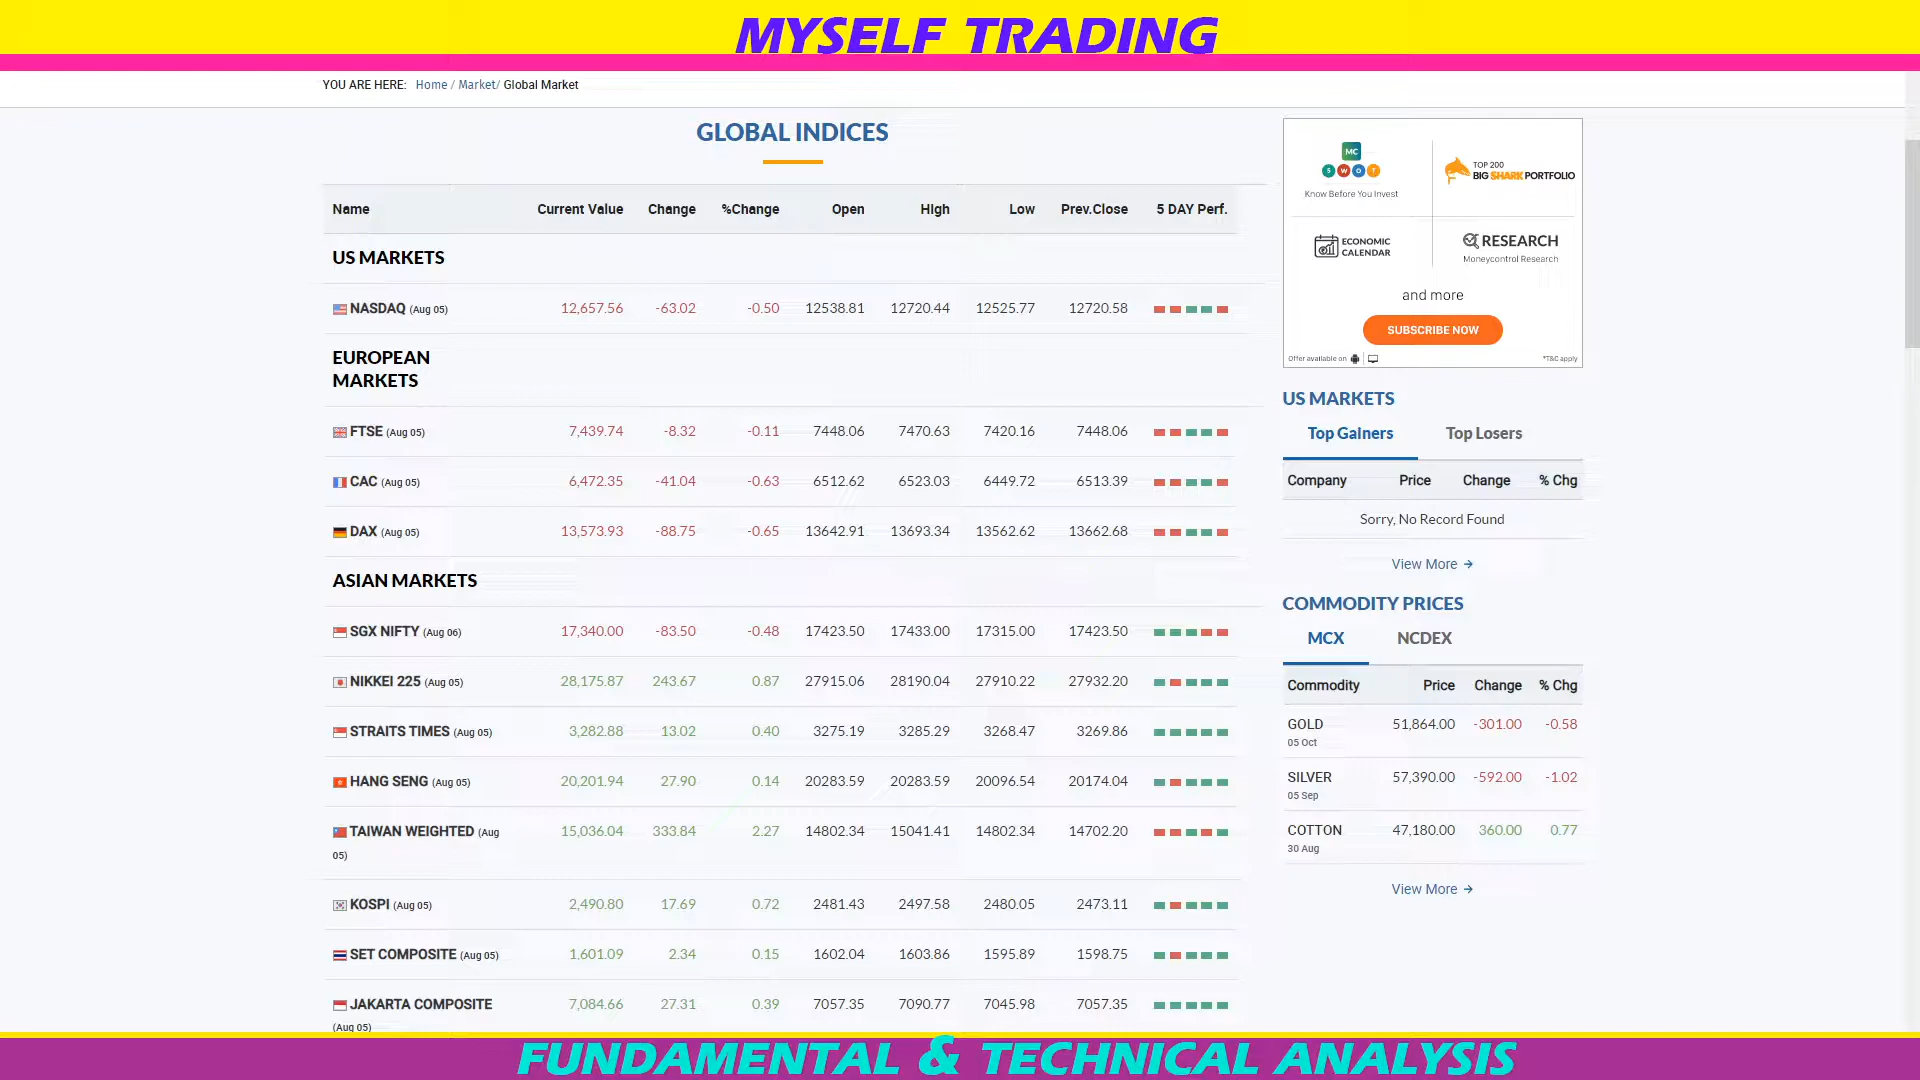 MYSELF TRADING
YOU ARE HERE: Home / Market/ Global Market
GLOBAL INDICES
Name Current Value Change %Change Open High Low Prev.Close 5 DAY Perf.
US MARKETS
NASDAQ (Aug 05) 12,657.56 -63.02 -0.50 12538.81 12720.44 12525.77 12720.58
EUROPEAN
MARKETS
FTSE (Aug 05) 7,439.74 -8.32 -0.11 7448.06 7470.63 7420.16 7448.06
CAC (Aug 05) 6,472.35 -41.04 -0.63 6512.62 6523.03 6449.72 6513.39
DAX (Aug 05) 13,573.93 -88.75 -0.65 13642.91 13693.34 13562.62 13662.68
ASIAN MARKETS
SGX NIFTY (Aug 06) 17,340.00 -83.50 -0.48 17423.50 17433.00 17315.00 17423.50
NIKKEI 225 (Aug 05) 28,175.87 243.67 0.87 27915.06 28190.04 27910.22 27932.20
STRAITS TIMES (Aug 05) 3,282.88 13.02 0.40 3275.19 3285.29 3268.47 3269.86
HANG SENG (Aug 05) 20,201.94 27.90 0.14 20283.59 20283.59 20096.54 20174.04
TAIWAN WEIGHTED (Aug 15,036.04 333.84 2.27 14802.34 15041.41 14802.34 14702.20
05)
KOSPI (Aug 05) 2,490.80 17.69 0.72 2481.43 2497.58 2480.05 2473.11
SET COMPOSITE (Aug 05) 1,601.09 2.34 0.15 1602.04 1603.86 1595.89 1598.75
JAKARTA COMPOSITE 7,084.66 27.31 0.39 7057.35 7090.77 7045.98 7057.35
(Aug 05)
MC
S W O T
Know Before You Invest
TOP 200
BIG SHARK PORTFOLIO
ECONOMIC
CALENDAR
RESEARCH
Moneycontrol Research
and more
SUBSCRIBE NOW
Offer available on
*T&C apply
US MARKETS
Top Gainers Top Losers
Company Price Change % Chg
Sorry, No Record Found
View More →
COMMODITY PRICES
MCX NCDEX
Commodity Price Change % Chg
GOLD 51,864.00 -301.00 -0.58
05 Oct
SILVER 57,390.00 -592.00 -1.02
05 Sep
COTTON 47,180.00 360.00 0.77
30 Aug
View More →
FUNDAMENTAL & TECHNICAL ANALYSIS